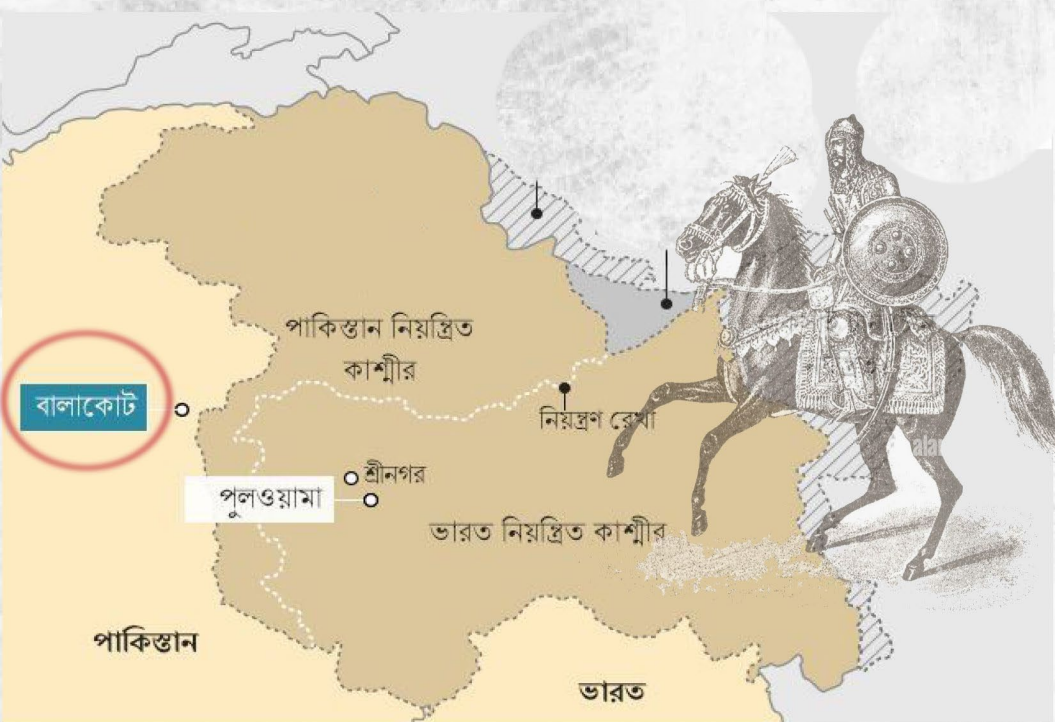 পাকিস্তান নিয়ন্ত্রিত
কাশ্মীর
বালাকোট
নিয়ন্ত্রণ রেখা
শ্রীনগর
পুলওয়ামা
ভারত নিয়ন্ত্রিত কাশ্মীর
পাকিস্তান
ভারত